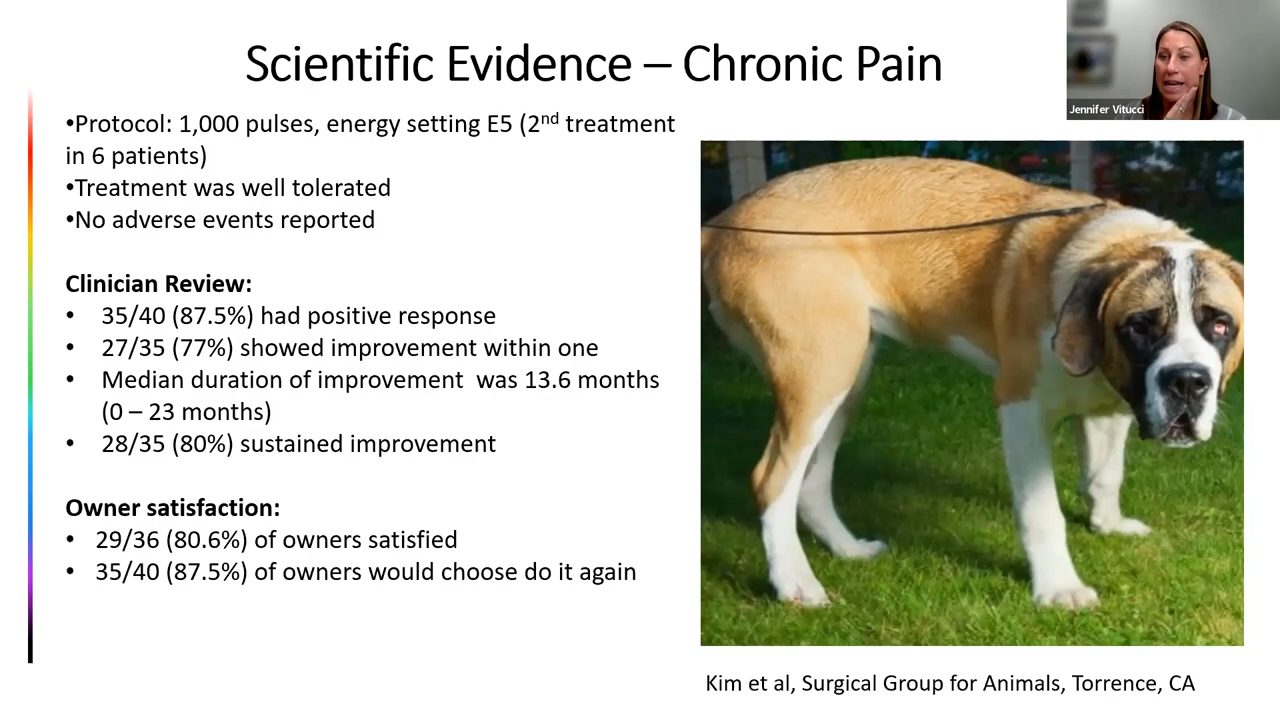 Scientific Evidence – Chronic Pain
Jennifer Vitucci
•Protocol: 1,000 pulses, energy setting E5 (2nd treatment
in 6 patients)
•Treatment was well tolerated
•No adverse events reported
Clinician Review:
• 35/40 (87.5%) had positive response
• 27/35 (77%) showed improvement within one
• Median duration of improvement  was 13.6 months
(0 – 23 months)
• 28/35 (80%) sustained improvement
Owner satisfaction:
• 29/36 (80.6%) of owners satisfied
• 35/40 (87.5%) of owners would choose do it again
Kim et al, Surgical Group for Animals, Torrence, CA